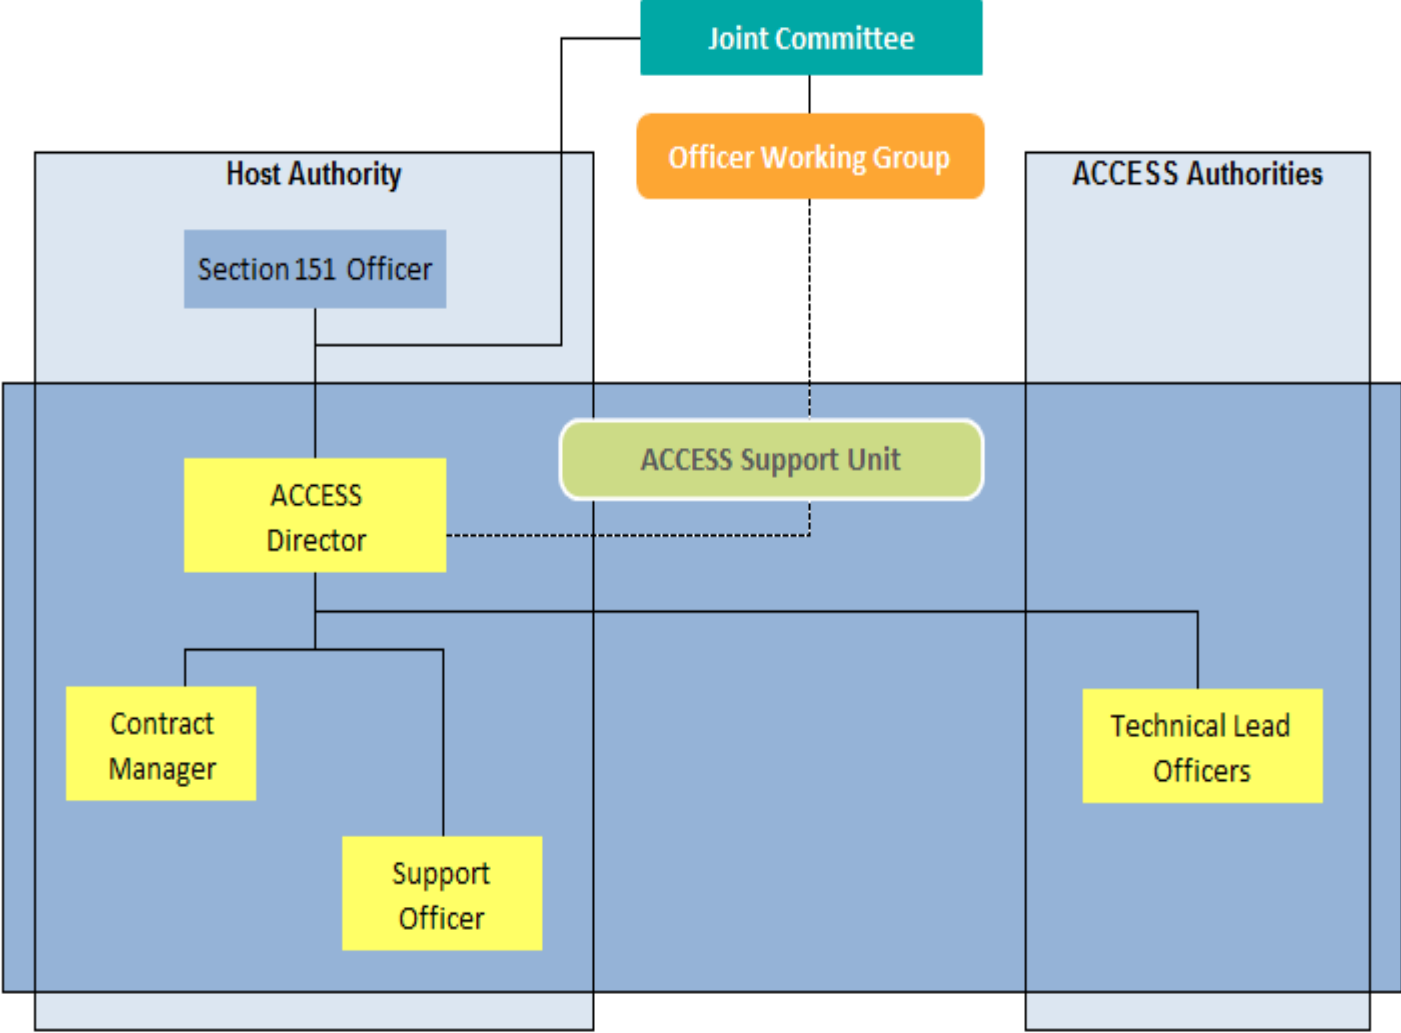 Joint Committee
Officer Working Group
Host Authority
ACCESS Authorities
Section 151 Officer
ACCESS Support Unit
ACCESS
Director
Contract
Manager
Technical Lead
Officers
Support
Officer